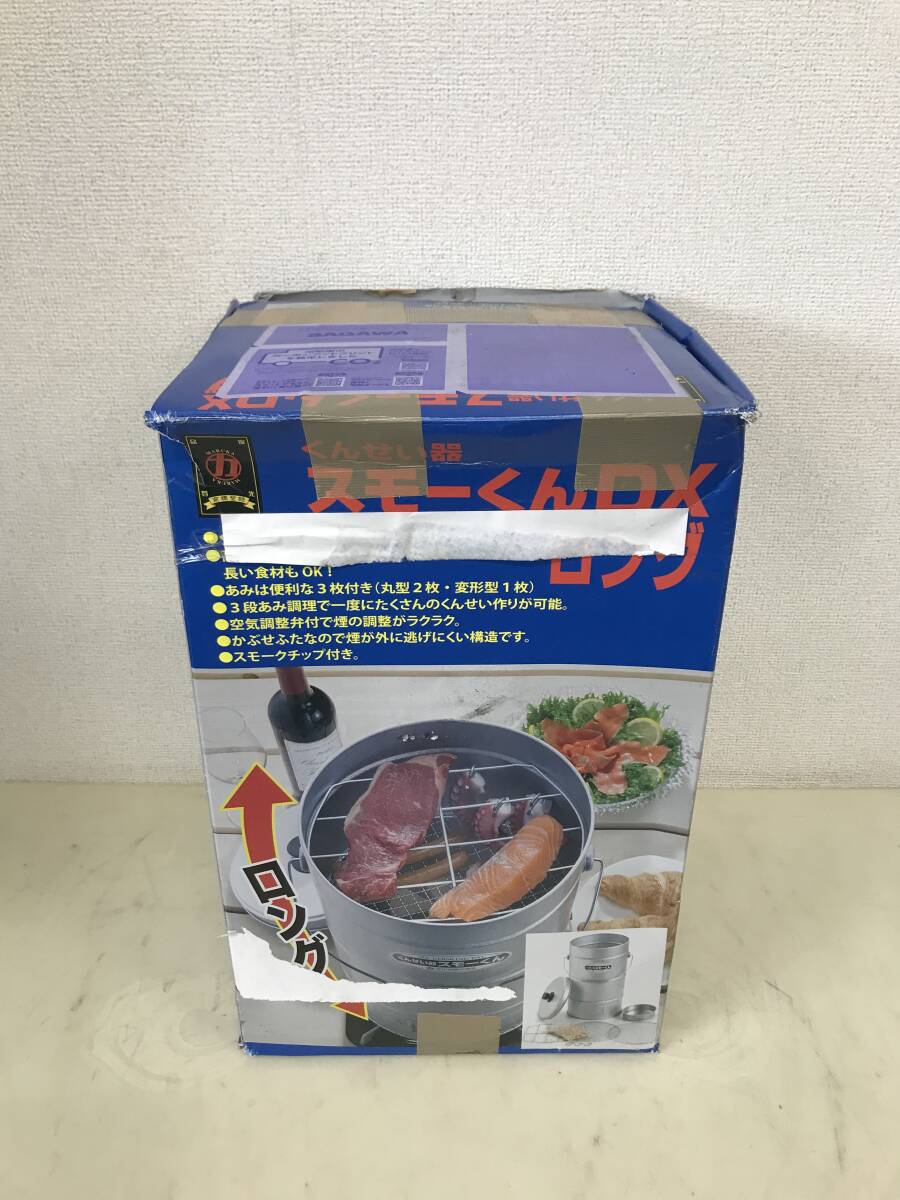 SAGAWA
MARUKA
カ
MARUKA
くんせい器
スモーくんDX
ロング
長い食材もOK!
●あみは便利な3枚付き(丸型2枚・変形型1枚)
●3段あみ調理で一度にたくさんのくんせい作りが可能。
●空気調整弁付で煙の調整がラクラク。
●かぶせふたなので煙が外に逃げにくい構造です。
●スモークチップ付き。
ロング
くんせい器スモーくん